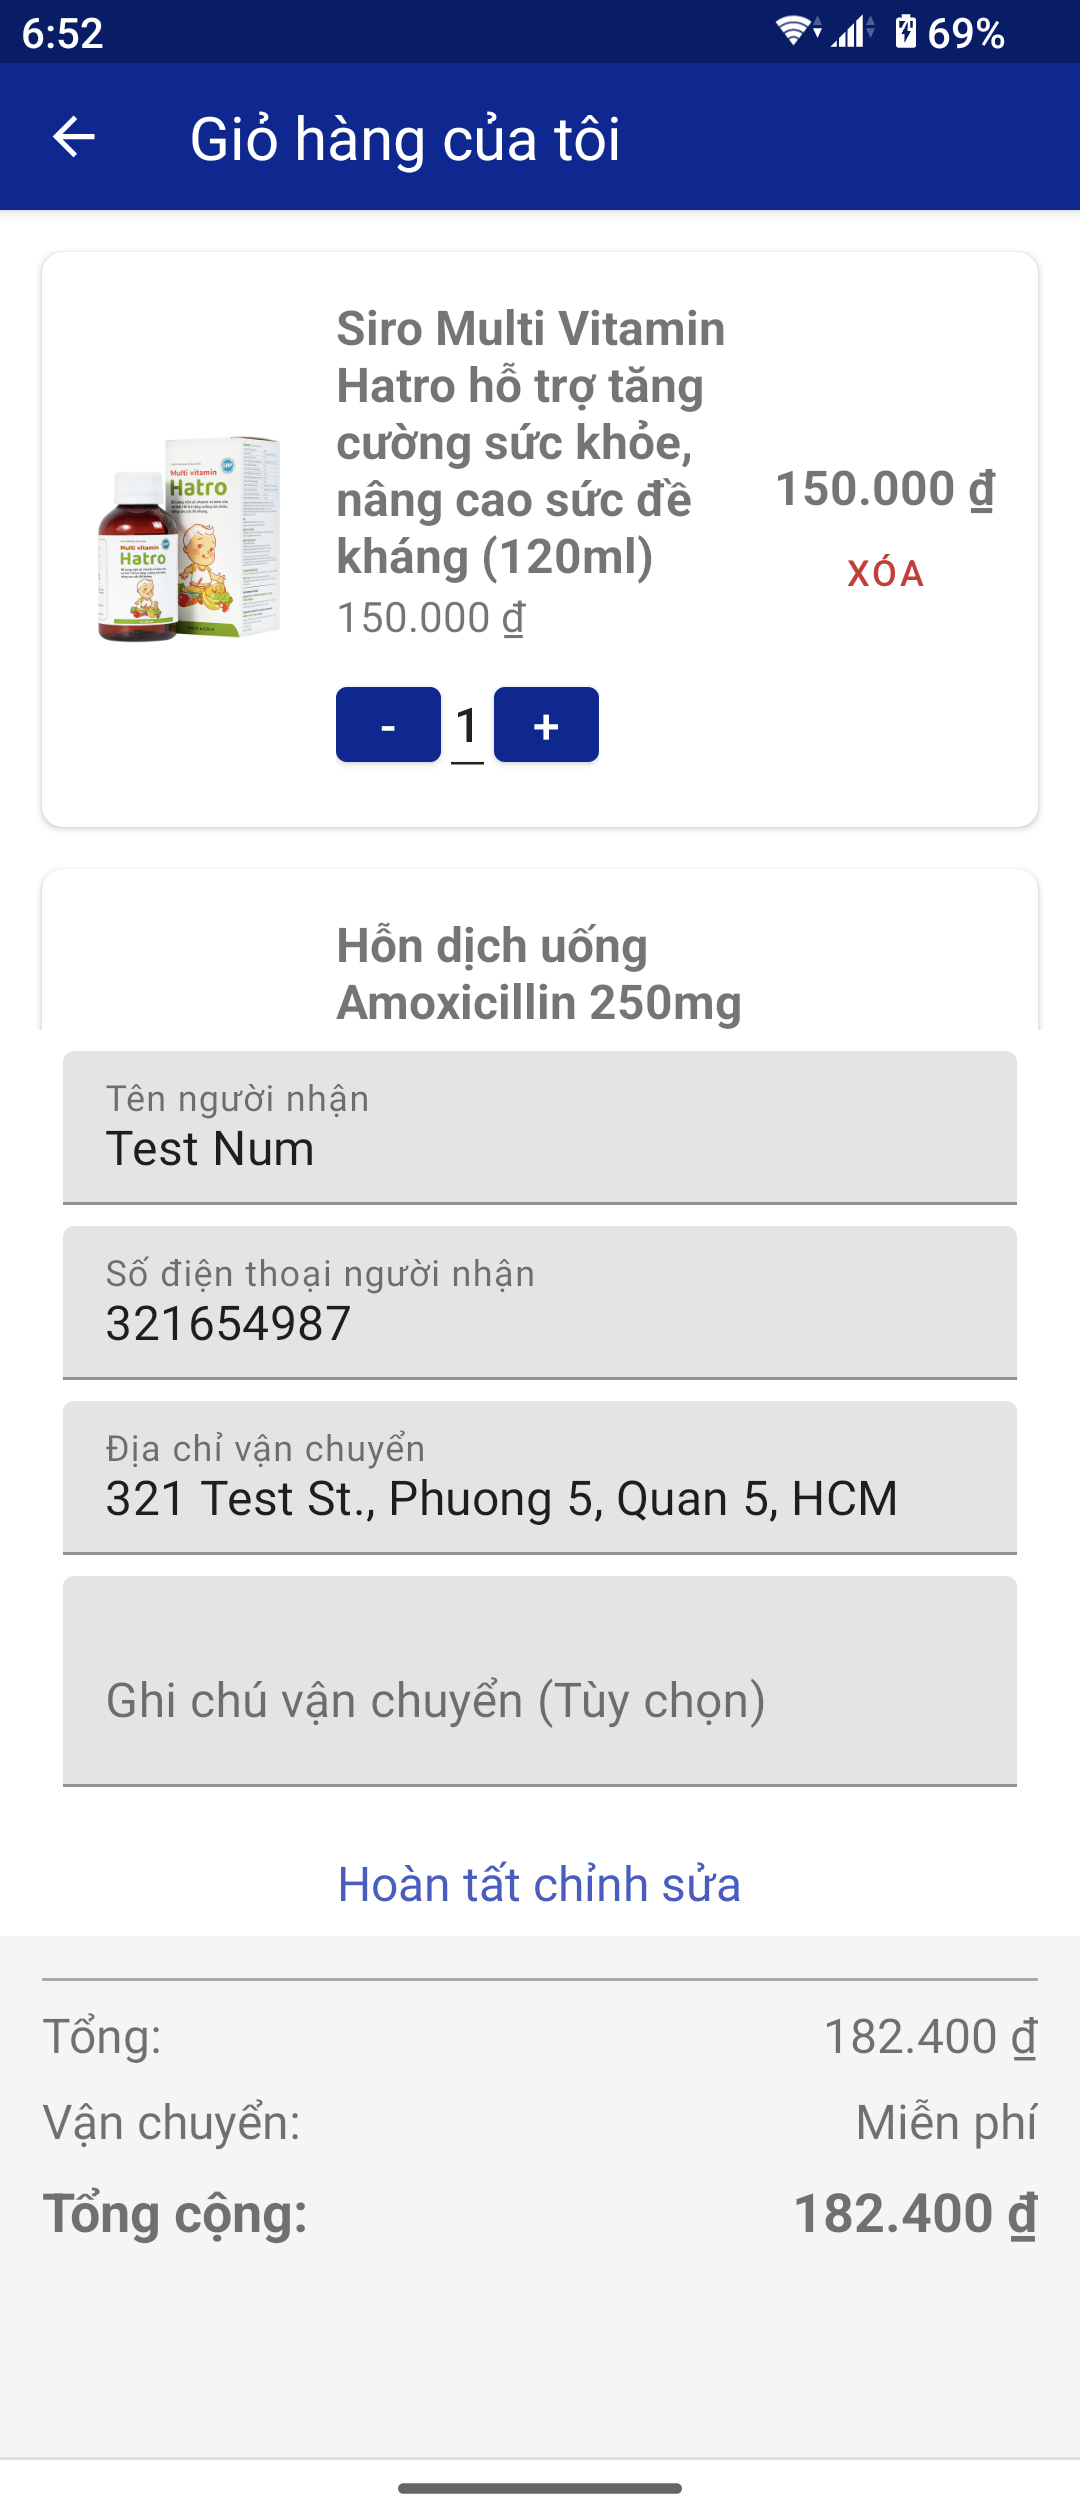 6:52
69%
Giỏ hàng của tôi
Siro Multi Vitamin
Hatro hỗ trợ tăng
cường sức khỏe,
nâng cao sức đề
kháng (120ml)
150.000 ₫
150.000 ₫
XÓA
Multi vitamin
Hatro
Multi vitamin
Hatro
-
1
+
Hỗn dịch uống
Amoxicillin 250mg
Tên người nhận
Test Num
Số điện thoại người nhận
321654987
Địa chỉ vận chuyển
321 Test St., Phuong 5, Quan 5, HCM
Ghi chú vận chuyển (Tùy chọn)
Hoàn tất chỉnh sửa
Tổng: 182.400 ₫
Vận chuyển: Miễn phí
Tổng cộng: 182.400 ₫